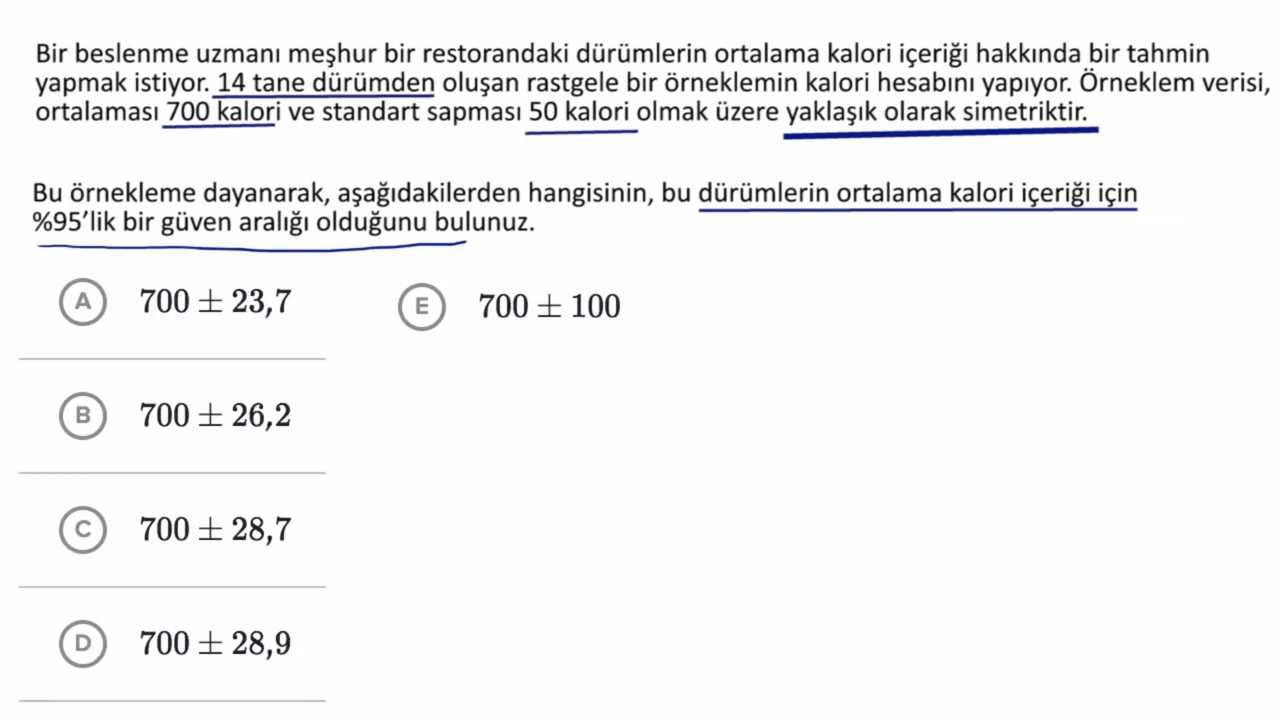 Bir beslenme uzmanı meşhur bir restorandaki dürümlerin ortalama kalori içeriği hakkında bir tahmin
yapmak istiyor. 14 tane dürümden oluşan rastgele bir örneklemin kalori hesabını yapıyor. Örneklem verisi,
ortalaması 700 kalori ve standart sapması 50 kalori olmak üzere yaklaşık olarak simetriktir.
Bu örnekleme dayanarak, aşağıdakilerden hangisinin, bu dürümlerin ortalama kalori içeriği için
%95'lik bir güven aralığı olduğunu bulunuz.
A 700 ± 23,7
B 700 ± 26,2
C 700 ± 28,7
D 700 ± 28,9
E 700 ± 100